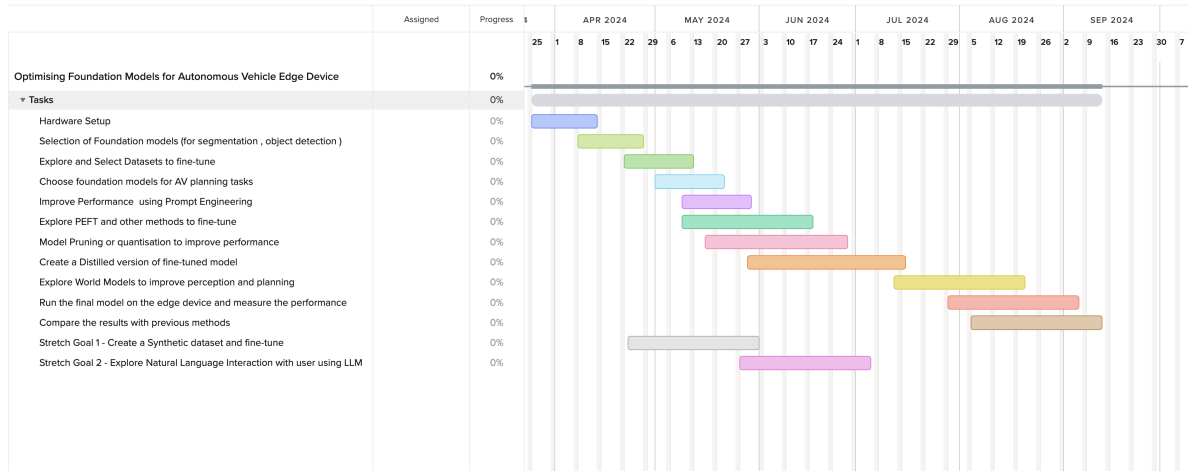 Assigned Progress 4 APR 2024 MAY 2024 JUN 2024 JUL 2024 AUG 2024 SEP 2024
25 1 8 15 22 29 6 13 20 27 3 10 17 24 1 8 15 22 29 5 12 19 26 2 9 16 23 30 7
Optimising Foundation Models for Autonomous Vehicle Edge Device 0%
Tasks 0%
Hardware Setup 0%
Selection of Foundation models (for segmentation , object detection ) 0%
Explore and Select Datasets to fine-tune 0%
Choose foundation models for AV planning tasks 0%
Improve Performance using Prompt Engineering 0%
Explore PEFT and other methods to fine-tune 0%
Model Pruning or quantisation to improve performance 0%
Create a Distilled version of fine-tuned model 0%
Explore World Models to improve perception and planning 0%
Run the final model on the edge device and measure the performance 0%
Compare the results with previous methods 0%
Stretch Goal 1 - Create a Synthetic dataset and fine-tune 0%
Stretch Goal 2 - Explore Natural Language Interaction with user using LLM 0%